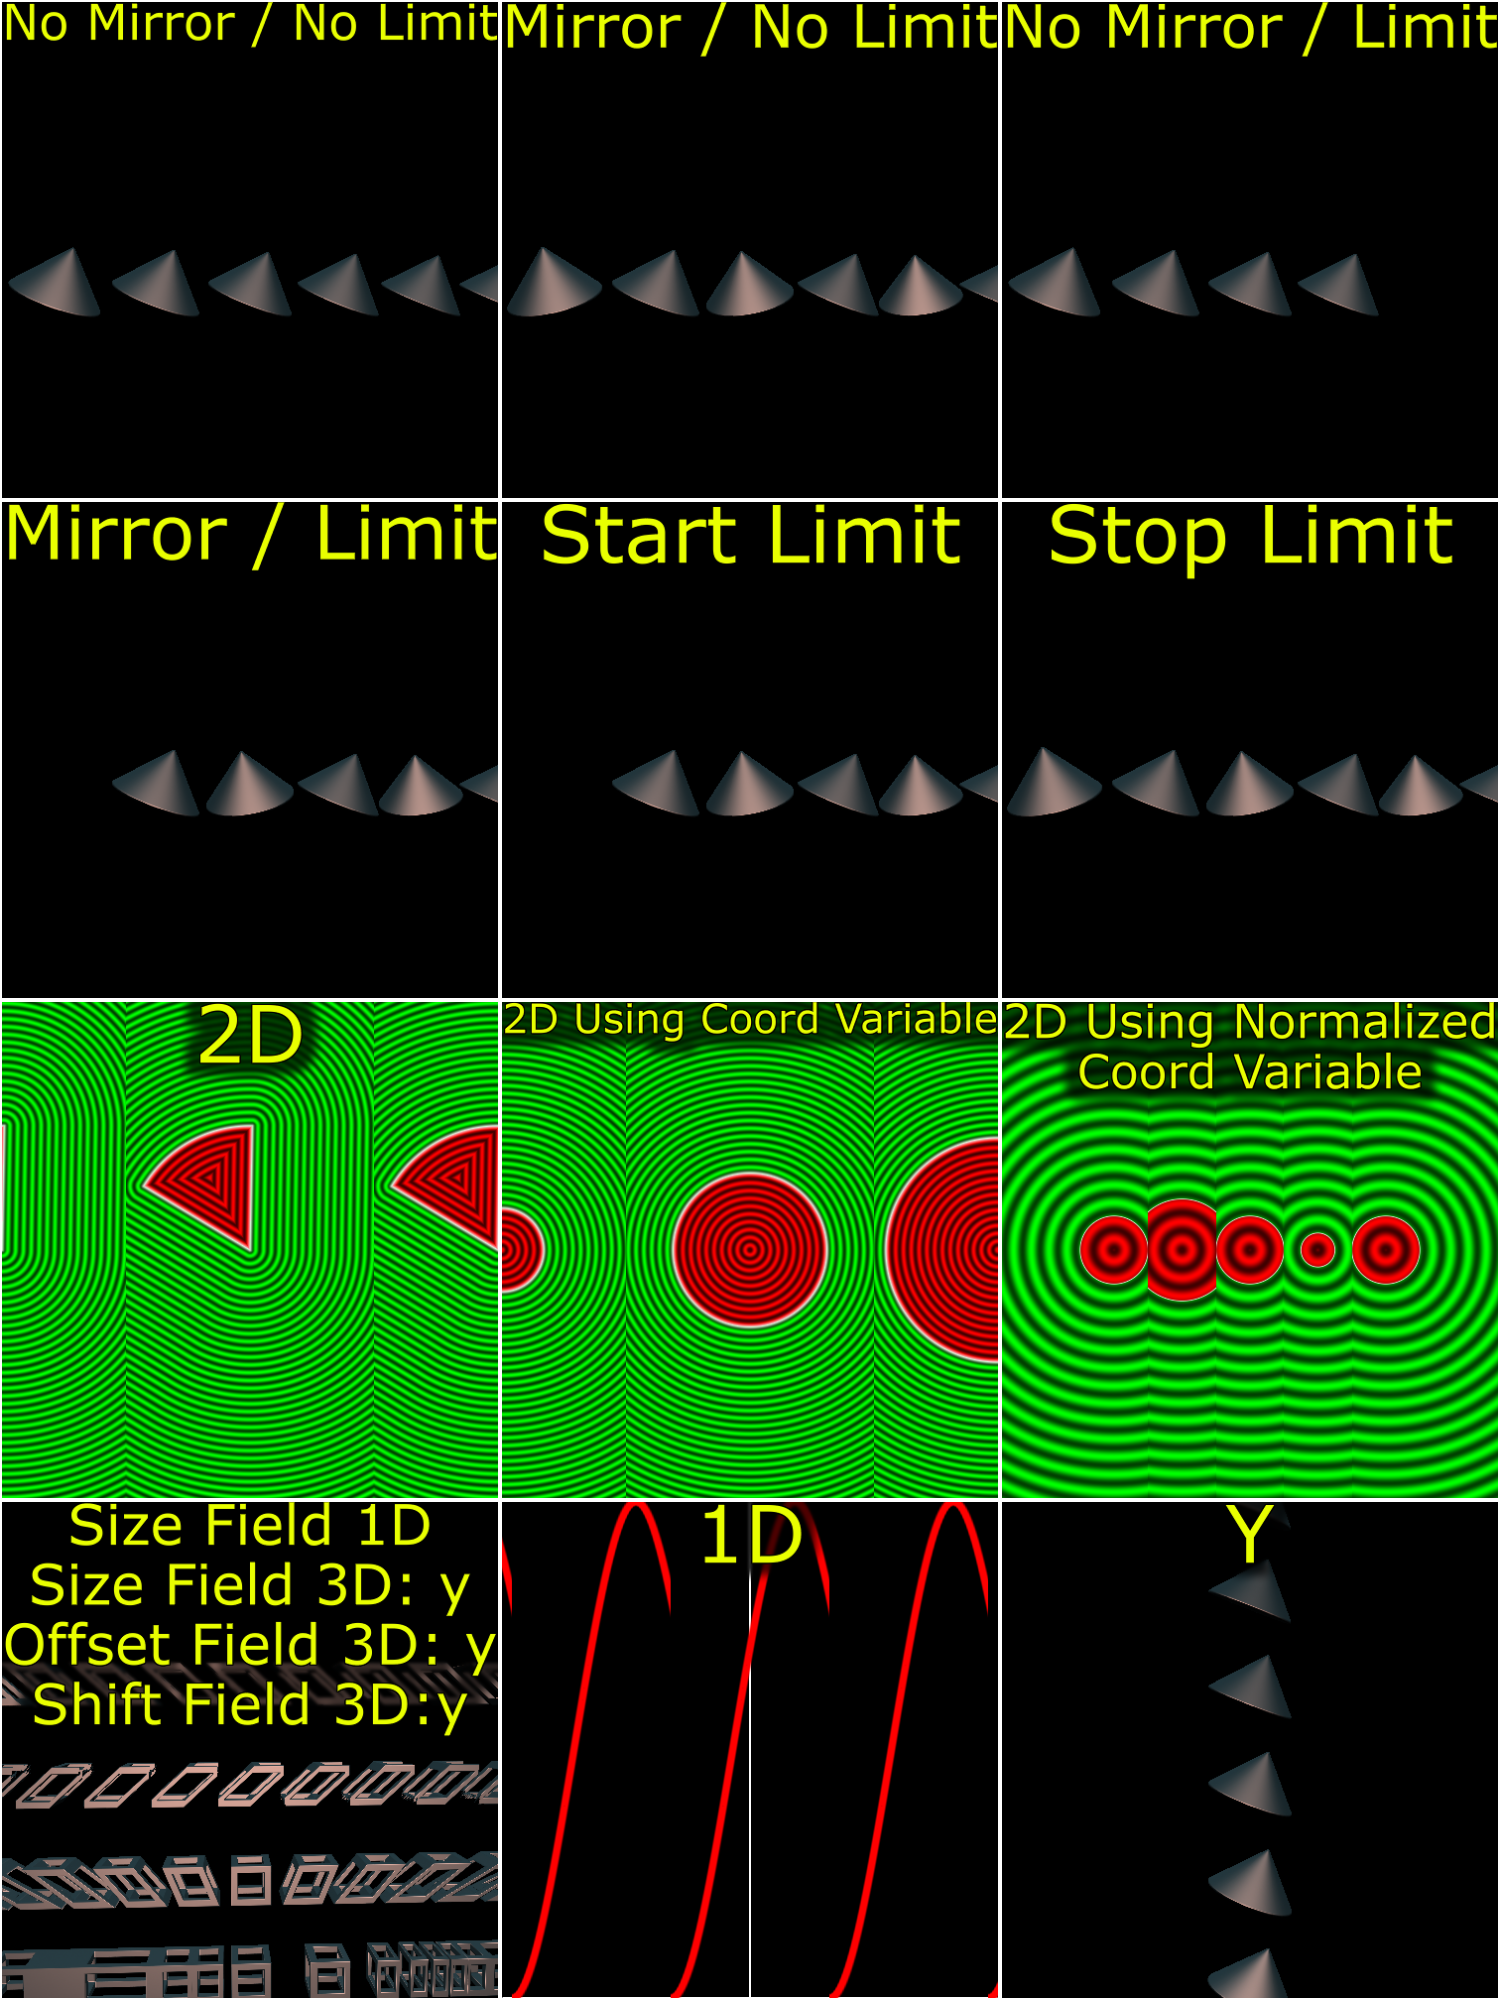 No Mirror / No Limit
Mirror / No Limit
No Mirror / Limit
Mirror / Limit
Start Limit
Stop Limit
2D
2D Using Coord Variable
2D Using Normalized
Coord Variable
Size Field 1D
Size Field 3D: y
Offset Field 3D: y
Shift Field 3D:y
1D
Y